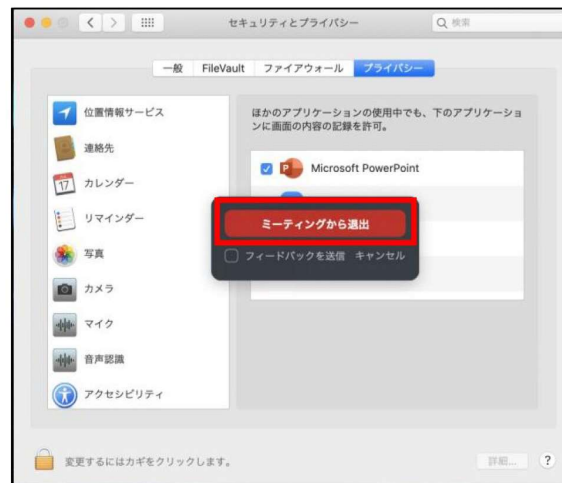 セキュリティとプライバシー
検索
一般 FileVault ファイアウォール プライバシー
位置情報サービス
連絡先
17 カレンダー
リマインダー
写真
カメラ
マイク
音声認識
アクセシビリティ
ほかのアプリケーションの使用中でも、下のアプリケーショ
ンに画面の内容の記録を許可。
Microsoft PowerPoint
ミーティングから退出
フィードバックを送信 キャンセル
変更するにはカギをクリックします。
詳細... ?